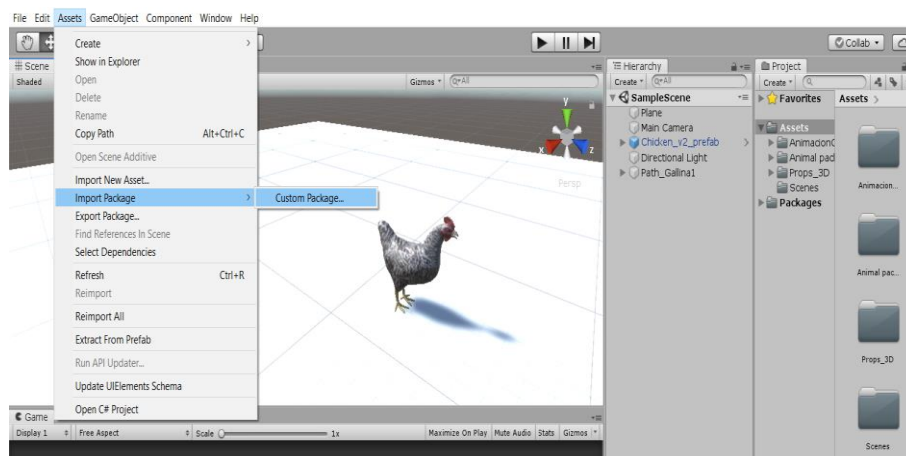 File Edit Assets GameObject Component Window Help
Create
Show in Explorer
Open
Delete
Rename
Copy Path Alt+Ctrl+C
Open Scene Additive
Import New Asset...
Import Package
Custom Package...
Export Package...
Find References In Scene
Select Dependencies
Refresh Ctrl+R
Reimport
Reimport All
Extract From Prefab
Run API Updater...
Update UIElements Schema
Open C# Project
Collab
Scene
Shaded
Gizmos
All
y
x
z
Persp
Hierarchy
Create
All
SampleScene
Plane
Main Camera
Chicken_v2_prefab
Directional Light
Path_Gallina1
Project
Create
Favorites
Assets
Animal pad
Props_3D
Scenes
Packages
Assets
Animacion...
Animal pac...
Props_3D
Scenes
Game
Display 1 Free Aspect Scale 1x Maximize On Play Mute Audio Stats Gizmos